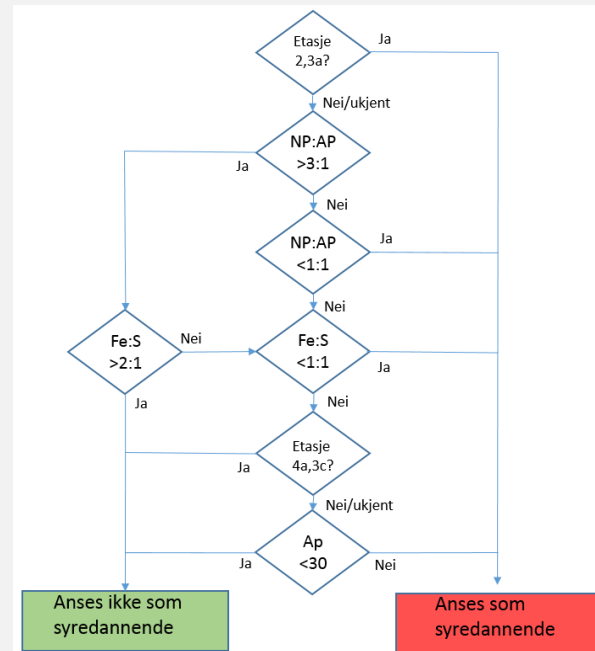 Etasje
2,3a?
Ja
Nei/ukjent
NP:AP
>3:1
Ja
Nei
NP:AP
<1:1
Ja
Nei
Fe:S
>2:1
Nei
Ja
Fe:S
<1:1
Ja
Nei
Etasje
4a,3c?
Ja
Nei/ukjent
Ap
<30
Ja
Nei
Anses ikke som
syredannende
Anses som
syredannende